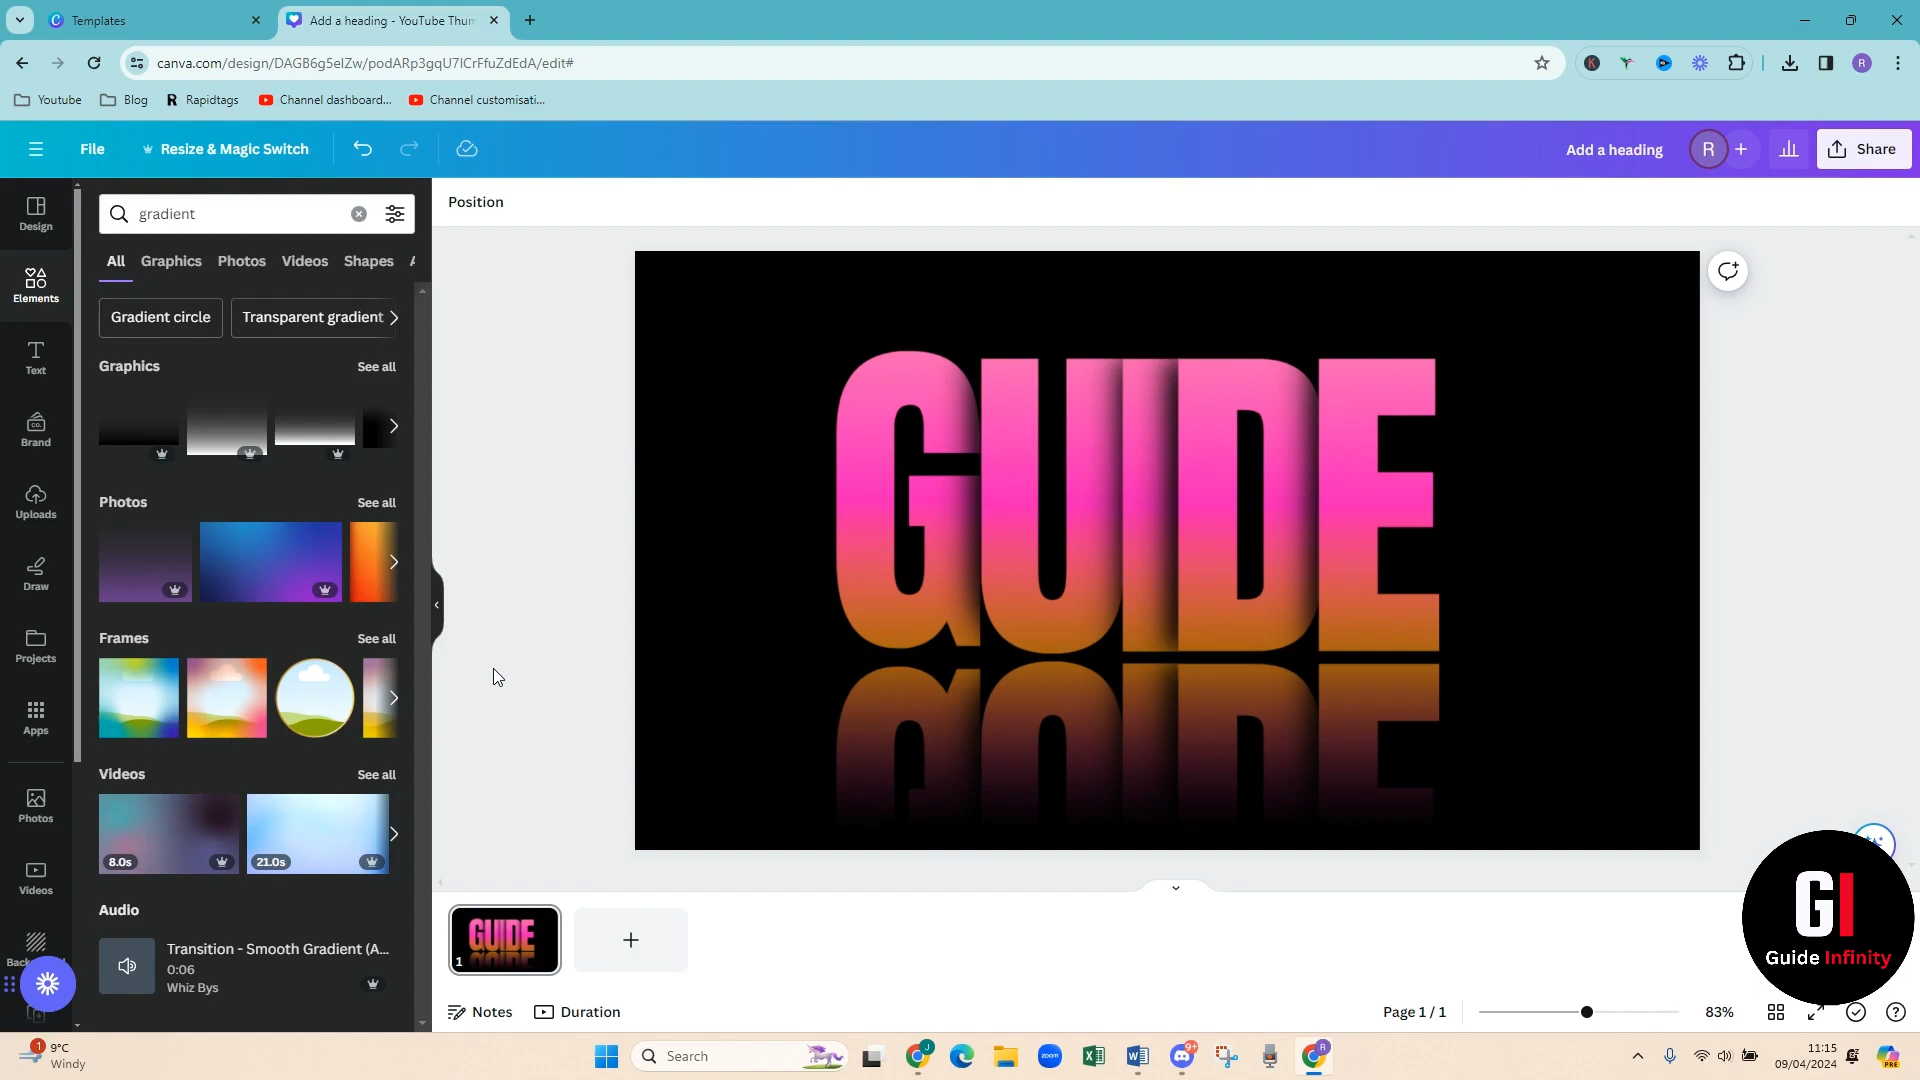 Templates
Add a heading - YouTube Thum
canva.com/design/DAGB6g5elZw/podARp3gqU7lCrFfuZdEdA/edit#
Youtube
Blog
Rapidtags
Channel dashboard...
Channel customisati...
File
Resize & Magic Switch
Add a heading
R
Share
Design
Elements
Text
Brand
Uploads
Draw
Projects
Apps
Photos
Videos
gradient
All
Graphics
Photos
Videos
Shapes
Gradient circle
Transparent gradient
Graphics
See all
Photos
See all
Frames
See all
Videos
See all
8.0s
21.0s
Audio
Transition - Smooth Gradient (A...
0:06
Whiz Bys
Position
GUIDE
GUIDE
1
Notes
Duration
Page 1 / 1
83%
GI
Guide Infinity
1
9°C
Windy
Search
11:15
09/04/2024